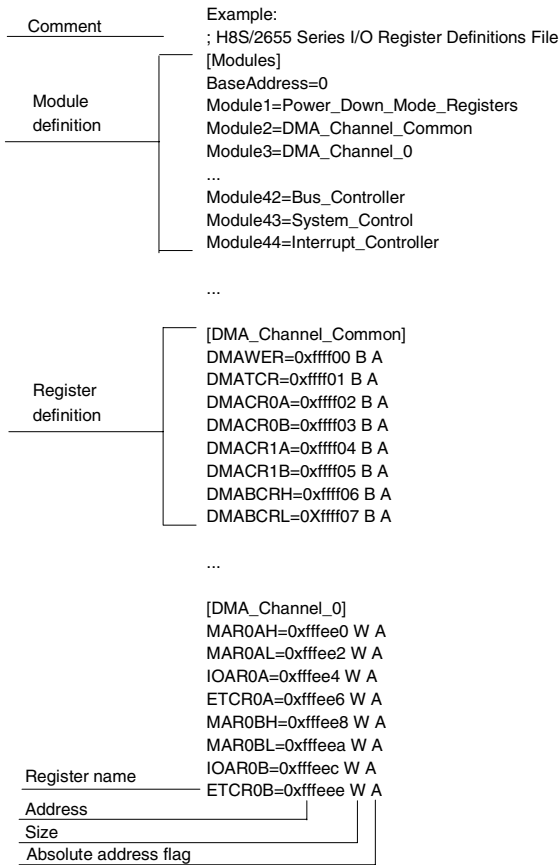 Example:
Comment
; H8S/2655 Series I/O Register Definitions File
[Modules]
BaseAddress=0
Module definition
Module1=Power_Down_Mode_Registers
Module2=DMA_Channel_Common
Module3=DMA_Channel_0
...
Module42=Bus_Controller
Module43=System_Control
Module44=Interrupt_Controller
...
[DMA_Channel_Common]
DMAWER=0xffff00 B A
DMATCR=0xffff01 B A
Register definition
DMACR0A=0xffff02 B A
DMACR0B=0xffff03 B A
DMACR1A=0xffff04 B A
DMACR1B=0xffff05 B A
DMABCRH=0xffff06 B A
DMABCRL=0Xffff07 B A
...
[DMA_Channel_0]
MAR0AH=0xfffee0 W A
MAR0AL=0xfffee2 W A
IOAR0A=0xfffee4 W A
ETCR0A=0xfffee6 W A
MAR0BH=0xfffee8 W A
MAR0BL=0xfffeea W A
IOAR0B=0xfffeec W A
Register name
ETCR0B=0xfffeee W A
Address
Size
Absolute address flag